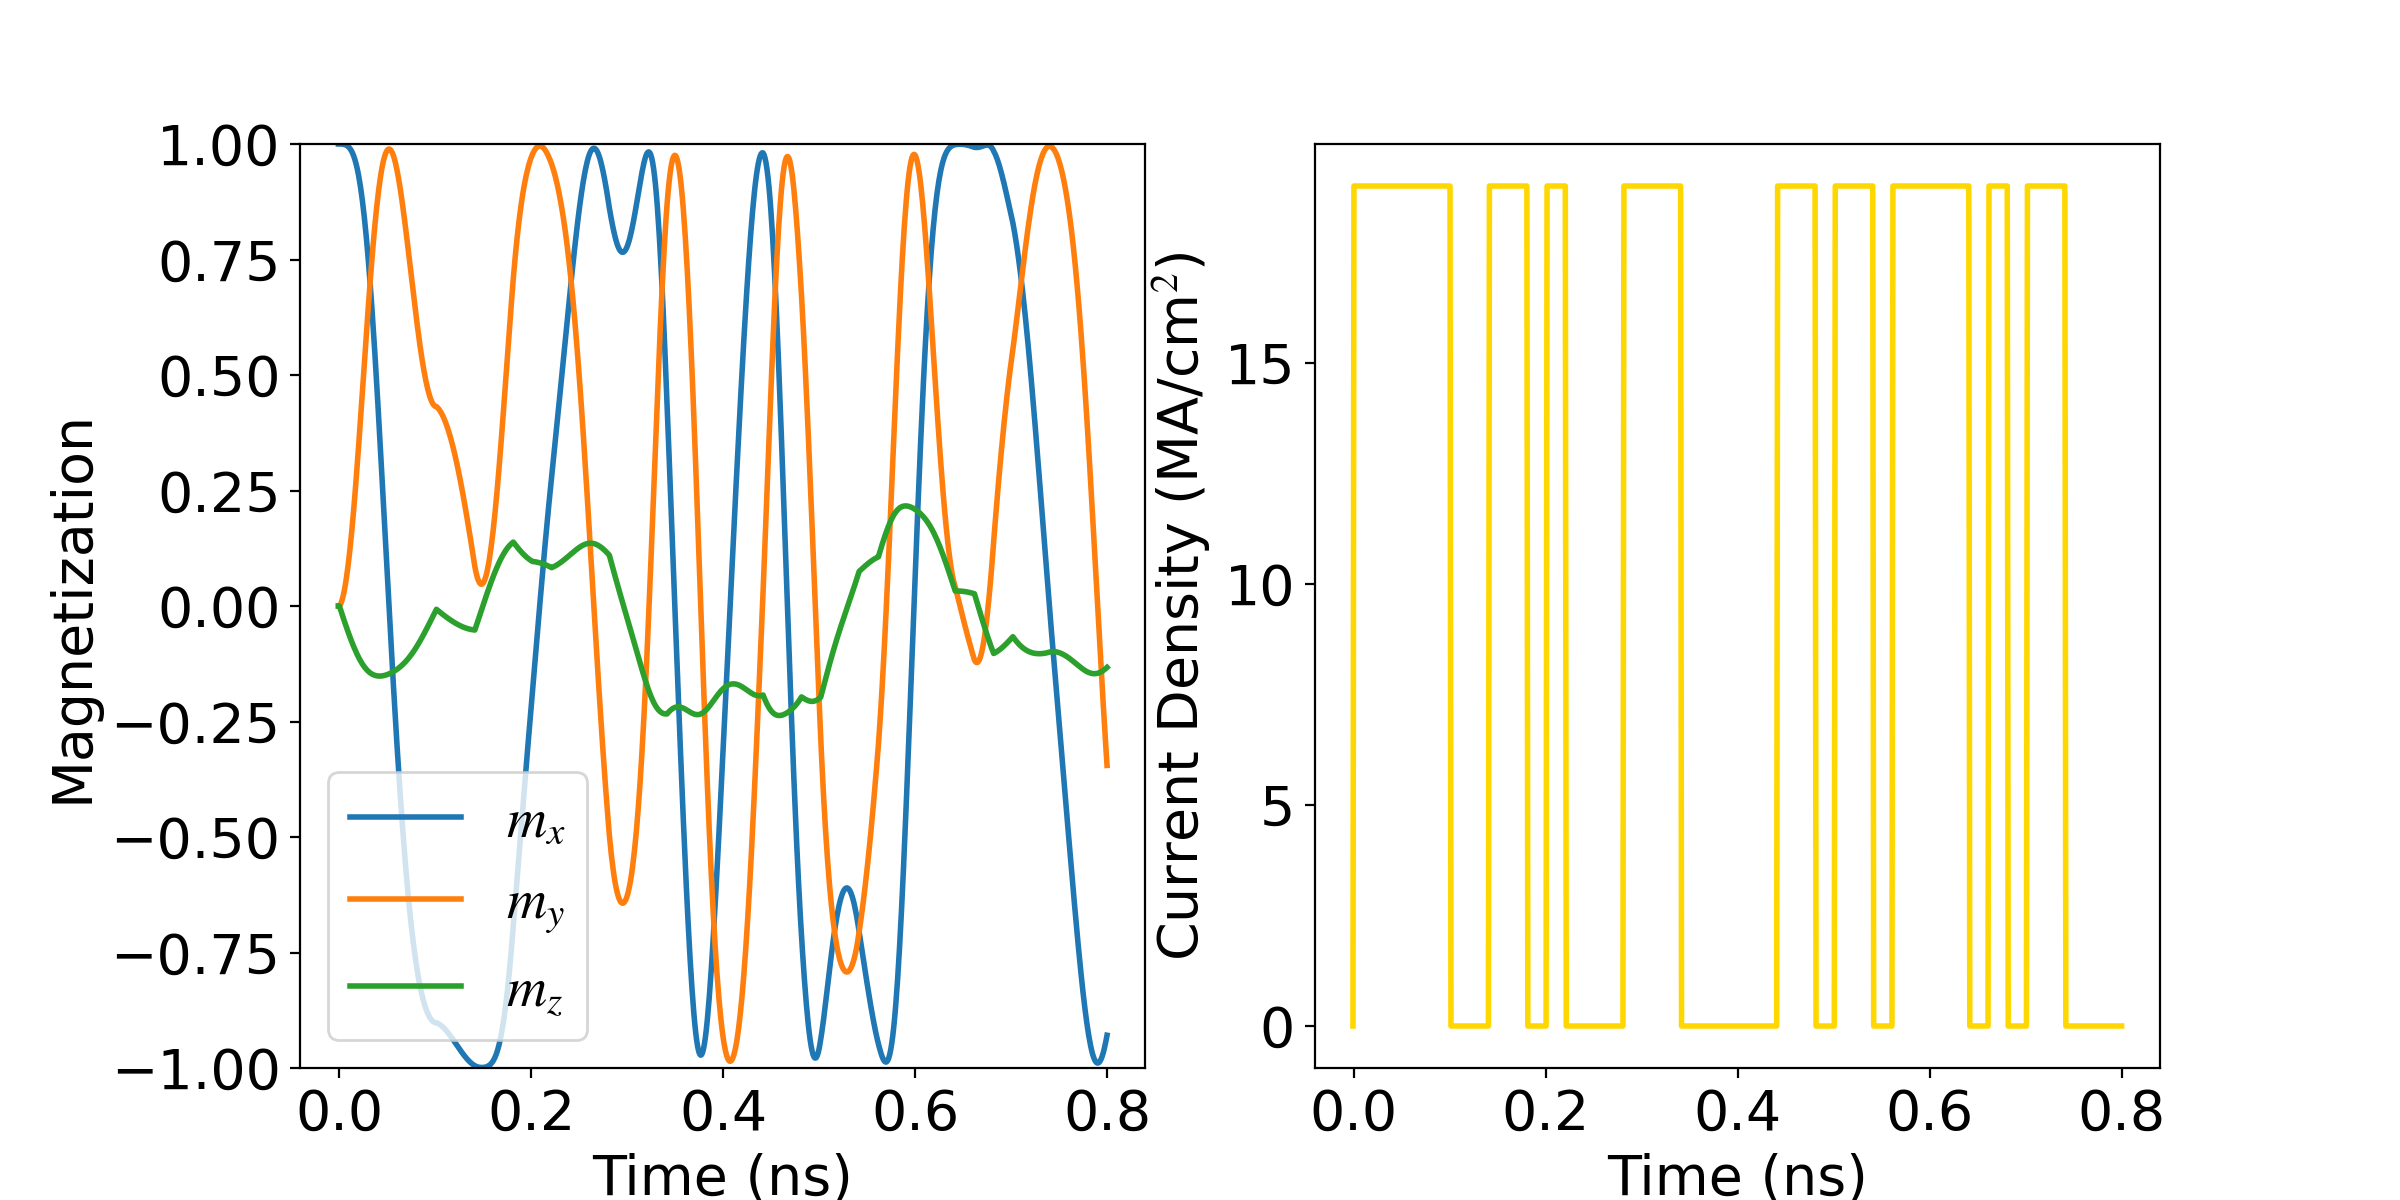 Magnetization
1.00
0.75
0.50
0.25
0.00
−0.25
−0.50
−0.75
−1.00
m_x
m_y
m_z
0.0 0.2 0.4 0.6 0.8
Time (ns)
Current Density (MA/cm²)
15
10
5
0
0.0 0.2 0.4 0.6 0.8
Time (ns)